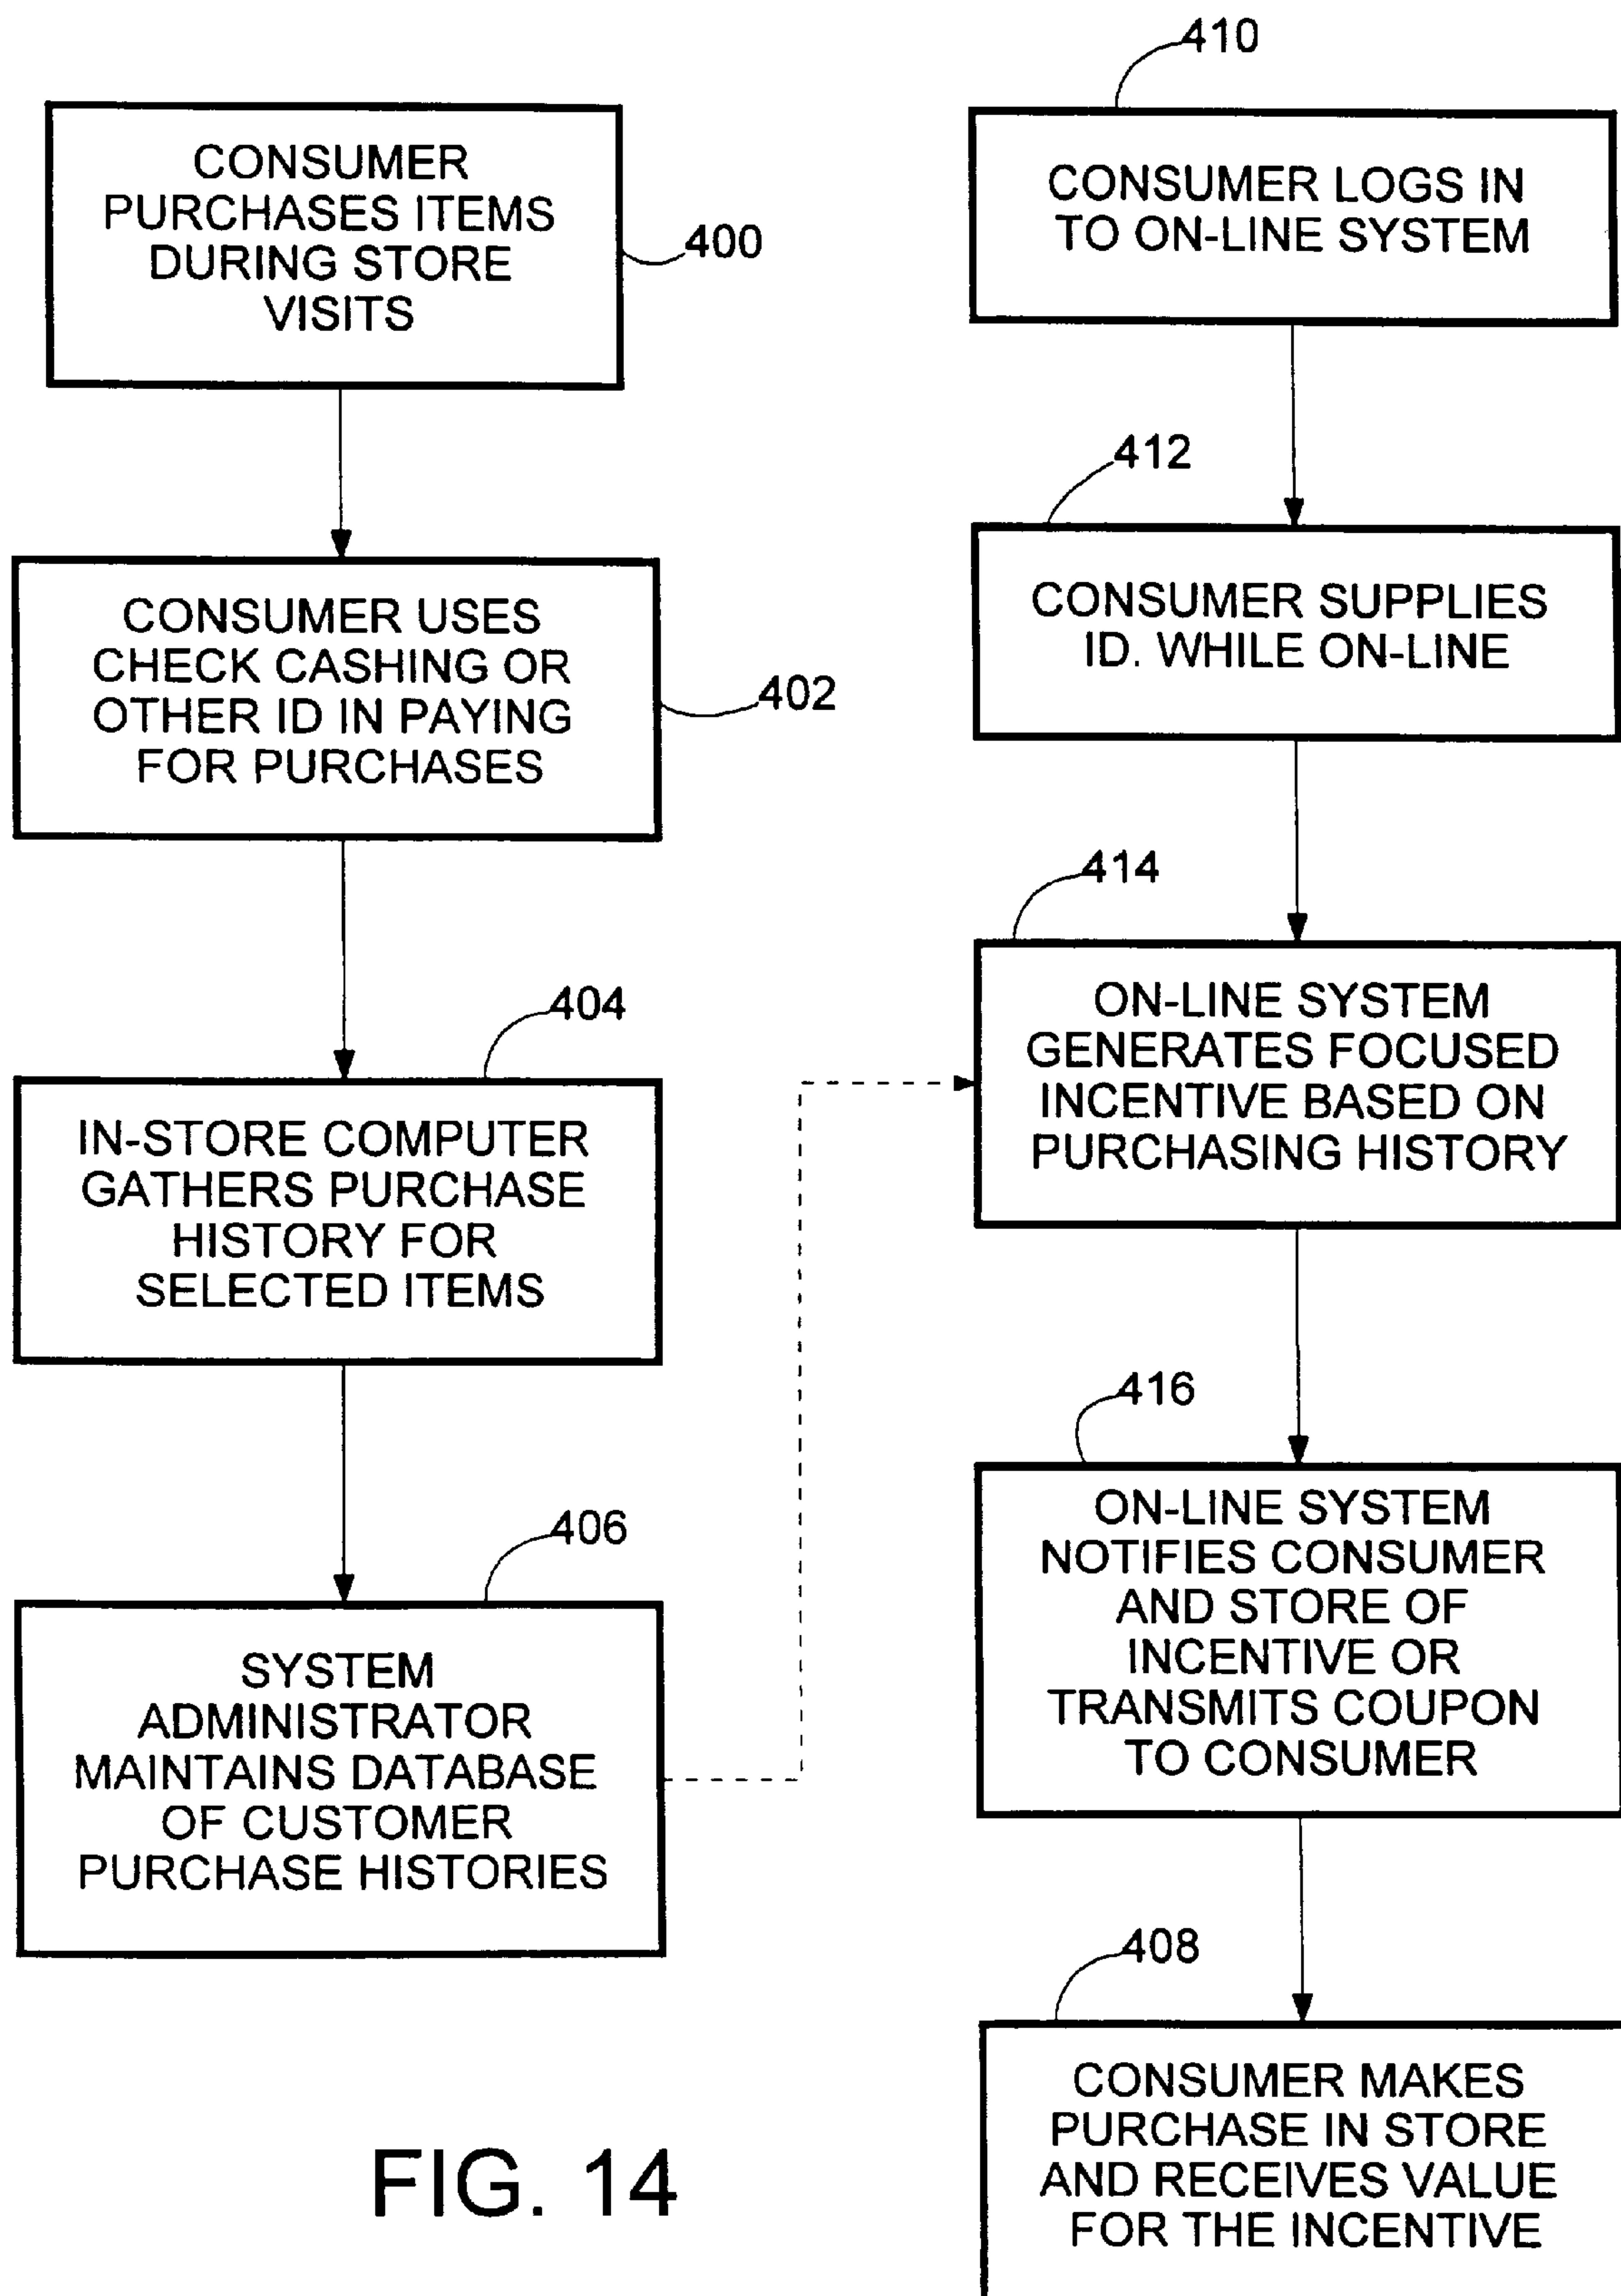 CONSUMER
PURCHASES ITEMS
DURING STORE
VISITS
400
CONSUMER USES
CHECK CASHING OR
OTHER ID IN PAYING
FOR PURCHASES
402
404
IN-STORE COMPUTER
GATHERS PURCHASE
HISTORY FOR
SELECTED ITEMS
406
SYSTEM
ADMINISTRATOR
MAINTAINS DATABASE
OF CUSTOMER
PURCHASE HISTORIES
410
CONSUMER LOGS IN
TO ON-LINE SYSTEM
412
CONSUMER SUPPLIES
ID. WHILE ON-LINE
414
ON-LINE SYSTEM
GENERATES FOCUSED
INCENTIVE BASED ON
PURCHASING HISTORY
416
ON-LINE SYSTEM
NOTIFIES CONSUMER
AND STORE OF
INCENTIVE OR
TRANSMITS COUPON
TO CONSUMER
408
CONSUMER MAKES
PURCHASE IN STORE
AND RECEIVES VALUE
FOR THE INCENTIVE
FIG. 14